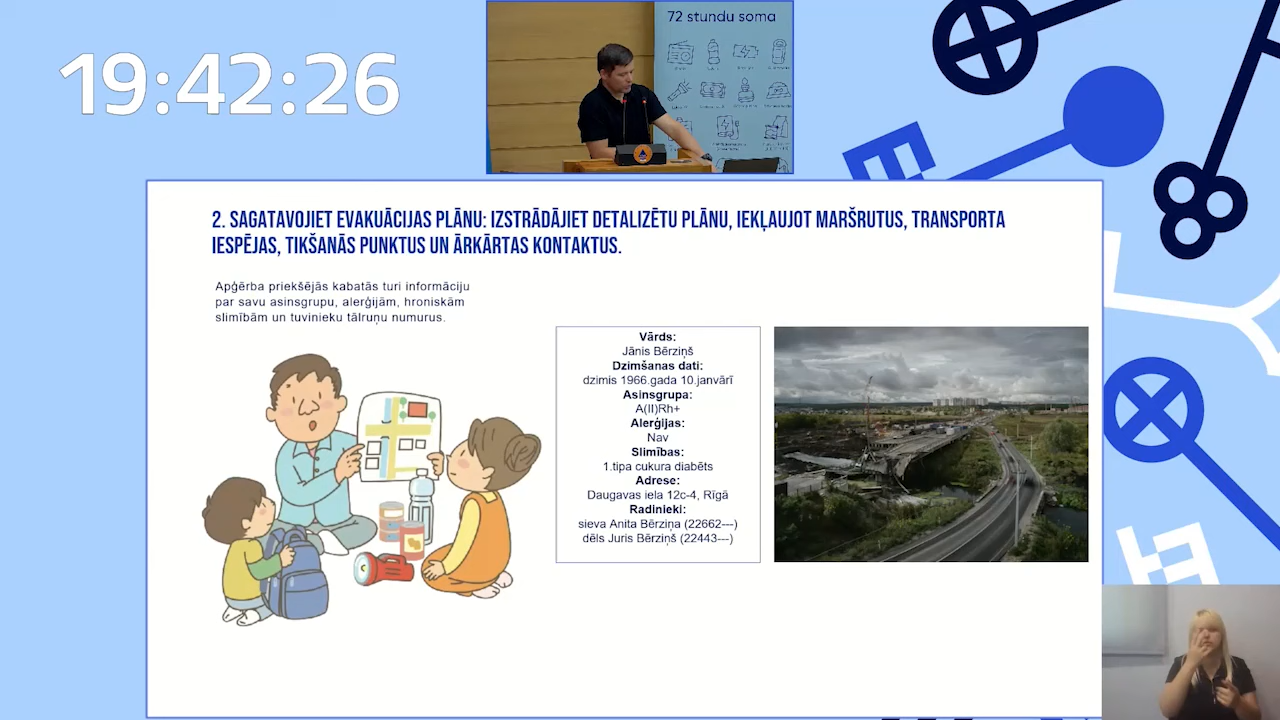 19:42:26
72 stundu soma
2. SAGATAVOJIET EVAKUĀCIJAS PLĀNU: IZSTRĀDĀJIET DETALIZĒTU PLĀNU, IEKĻAUJOT MARŠRUTUS, TRANSPORTA
IESPĒJAS, TIKŠANĀS PUNKTUS UN ĀRKĀRTAS KONTAKTUS.
Apģērba priekšējās kabatās turi informāciju
par savu asinsgrupu, alerģijām, hroniskām
slimībām un tuvinieku tālruņu numurus.
Vārds:
Jānis Bērziņš
Dzimšanas dati:
dzimis 1966.gada 10.janvārī
Asinsgrupa:
A(II)Rh+
Alerģijas:
Nav
Slimības:
1.tipa cukura diabēts
Adrese:
Daugavas iela 12c-4, Rīgā
Radinieki:
sieva Anita Bērziņa (22662---)
dēls Juris Bērziņš (22443---)